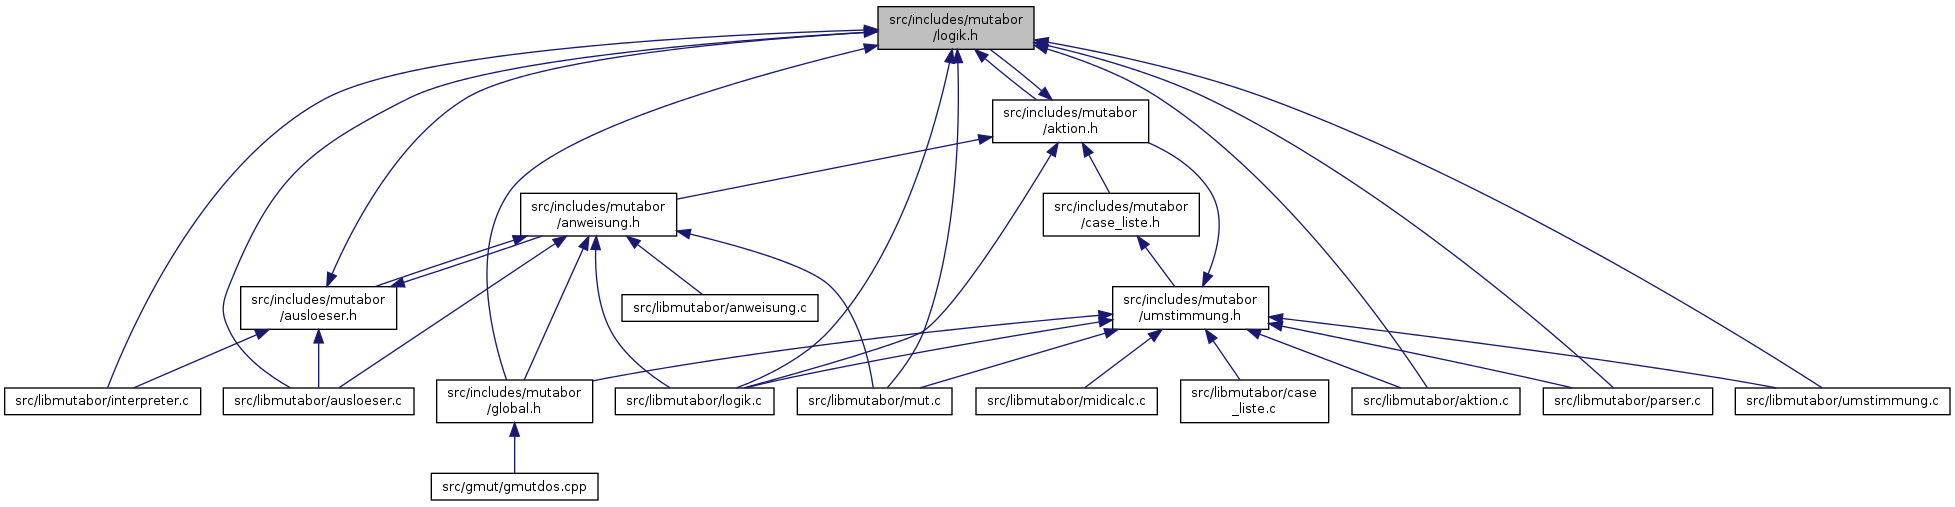 src/includes/mutabor
/logik.h
src/includes/mutabor
/aktion.h
src/includes/mutabor
/anweisung.h
src/includes/mutabor
/case_liste.h
src/includes/mutabor
/ausloeser.h
src/libmutabor/anweisung.c
src/includes/mutabor
/umstimmung.h
src/libmutabor/interpreter.c
src/libmutabor/ausloeser.c
src/includes/mutabor
/global.h
src/libmutabor/logik.c
src/libmutabor/mut.c
src/libmutabor/midicalc.c
src/libmutabor/case
_liste.c
src/libmutabor/aktion.c
src/libmutabor/parser.c
src/libmutabor/umstimmung.c
src/gmut/gmutdos.cpp